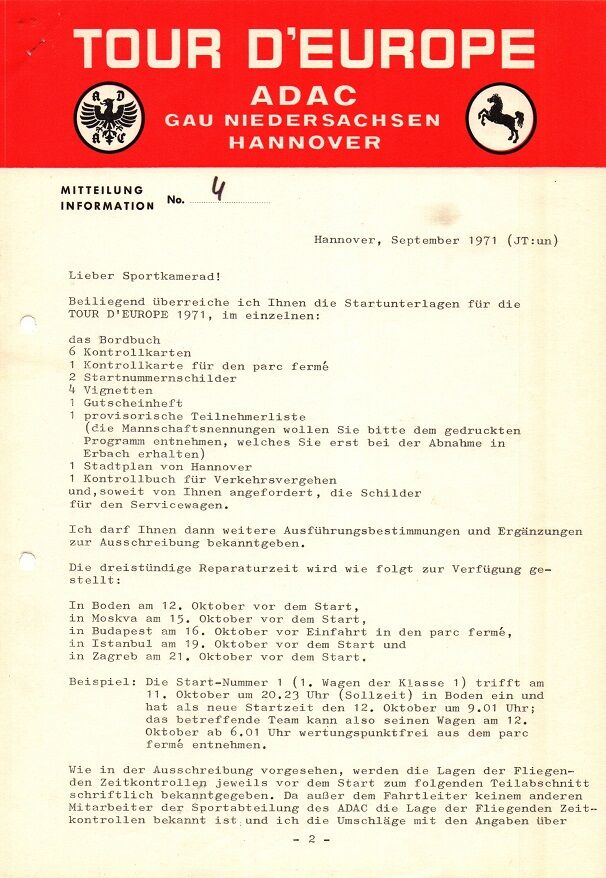 TOUR D'EUROPE
ADAC
GAU NIEDERSACHSEN
HANNOVER
A D
A C
MITTEILUNG
INFORMATION No. 4
Hannover, September 1971 (JT:un)
Lieber Sportkamerad!
Beiliegend überreiche ich Ihnen die Startunterlagen für die
TOUR D'EUROPE 1971, im einzelnen:
das Bordbuch
6 Kontrollkarten
1 Kontrollkarte für den parc fermé
2 Startnummernschilder
4 Vignetten
1 Gutscheinheft
1 provisorische Teilnehmerliste
(die Mannschaftsnennungen wollen Sie bitte dem gedruckten
Programm entnehmen, welches Sie erst bei der Abnahme in
Erbach erhalten)
1 Stadtplan von Hannover
1 Kontrollbuch für Verkehrsvergehen
und,soweit von Ihnen angefordert, die Schilder
für den Servicewagen.
Ich darf Ihnen dann weitere Ausführungsbestimmungen und Ergänzungen
zur Ausschreibung bekanntgeben.
Die dreistündige Reparaturzeit wird wie folgt zur Verfügung ge-
stellt:
In Boden am 12. Oktober vor dem Start,
in Moskva am 15. Oktober vor dem Start,
in Budapest am 16. Oktober vor Einfahrt in den parc fermé,
in Istanbul am 19. Oktober vor dem Start und
in Zagreb am 21. Oktober vor dem Start.
Beispiel: Die Start-Nummer 1 (1. Wagen der Klasse 1) trifft am
11. Oktober um 20.23 Uhr (Sollzeit) in Boden ein und
hat als neue Startzeit den 12. Oktober um 9.01 Uhr;
das betreffende Team kann also seinen Wagen am 12.
Oktober ab 6.01 Uhr wertungspunktfrei aus dem parc
fermé entnehmen.
Wie in der Ausschreibung vorgesehen, werden die Lagen der Fliegen-
den Zeitkontrollen jeweils vor dem Start zum folgenden Teilabschnitt
schriftlich bekanntgegeben. Da außer dem Fahrtleiter keinem anderen
Mitarbeiter der Sportabteilung des ADAC die Lage der Fliegenden Zeit-
kontrollen bekannt ist und ich die Umschläge mit den Angaben über
- 2 -